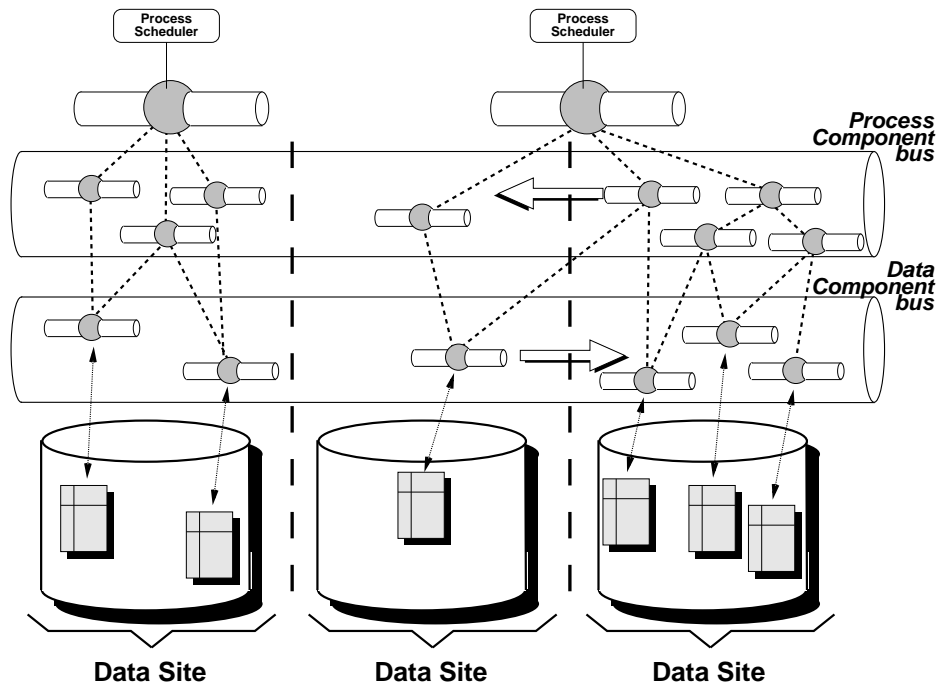 Process
Scheduler
Process
Scheduler
Process
Component
bus
Data
Component
bus
Data Site
Data Site
Data Site